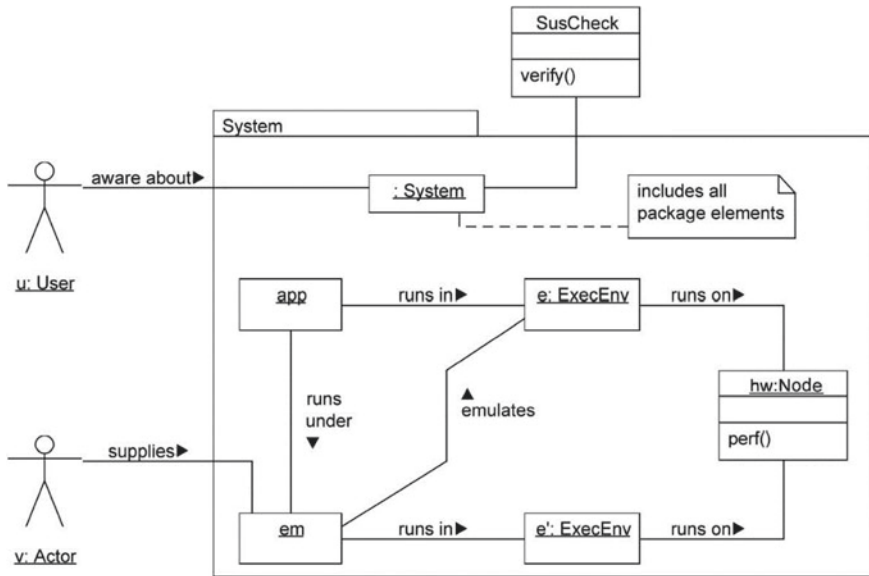 SusCheck
verify()
System
aware about
: System
includes all
package elements
u: User
app
runs in
e: ExecEnv
runs on
runs
under
emulates
hw:Node
perf()
supplies
em
runs in
e': ExecEnv
runs on
v: Actor